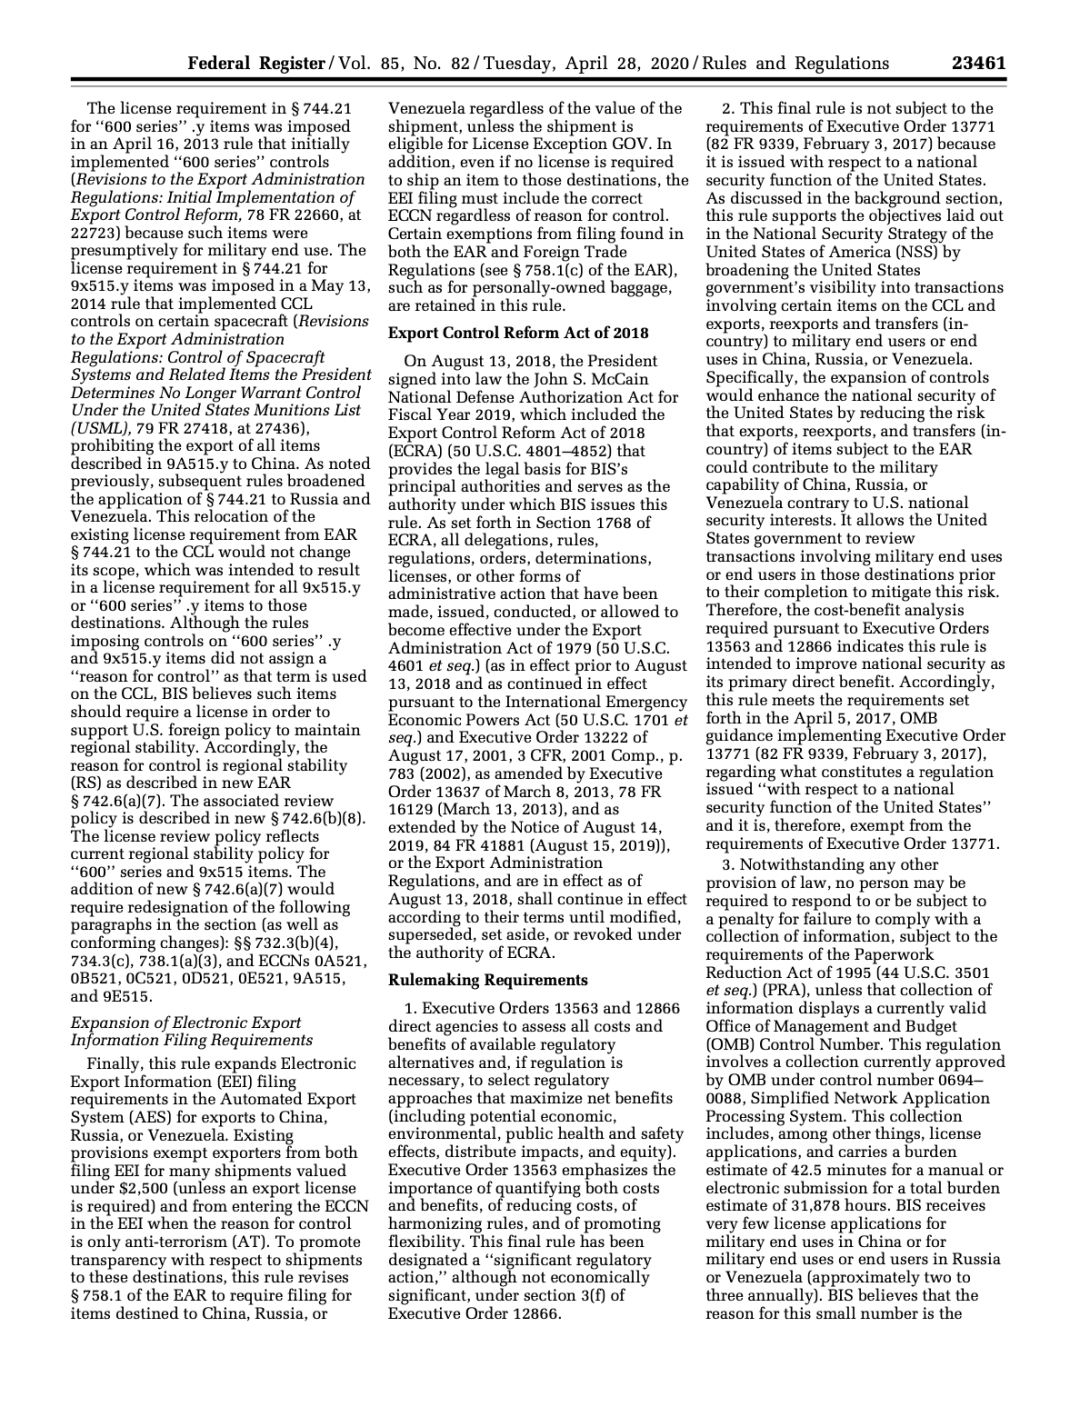 Federal Register / Vol. 85, No. 82 / Tuesday, April 28, 2020 / Rules and Regulations 23461
The license requirement in § 744.21
for ‘‘600 series’’ .y items was imposed
in an April 16, 2013 rule that initially
implemented ‘‘600 series’’ controls
(Revisions to the Export Administration
Regulations: Initial Implementation of
Export Control Reform, 78 FR 22660, at
22723) because such items were
presumptively for military end use. The
license requirement in § 744.21 for
9x515.y items was imposed in a May 13,
2014 rule that implemented CCL
controls on certain spacecraft (Revisions
to the Export Administration
Regulations: Control of Spacecraft
Systems and Related Items the President
Determines No Longer Warrant Control
Under the United States Munitions List
(USML), 79 FR 27418, at 27436),
prohibiting the export of all items
described in 9A515.y to China. As noted
previously, subsequent rules broadened
the application of § 744.21 to Russia and
Venezuela. This relocation of the
existing license requirement from EAR
§ 744.21 to the CCL would not change
its scope, which was intended to result
in a license requirement for all 9x515.y
or ‘‘600 series’’ .y items to those
destinations. Although the rules
imposing controls on ‘‘600 series’’ .y
and 9x515.y items did not assign a
‘‘reason for control’’ as that term is used
on the CCL, BIS believes such items
should require a license in order to
support U.S. foreign policy to maintain
regional stability. Accordingly, the
reason for control is regional stability
(RS) as described in new EAR
§ 742.6(a)(7). The associated review
policy is described in new § 742.6(b)(8).
The license review policy reflects
current regional stability policy for
‘‘600’’ series and 9x515 items. The
addition of new § 742.6(a)(7) would
require redesignation of the following
paragraphs in the section (as well as
conforming changes): §§ 732.3(b)(4),
734.3(c), 738.1(a)(3), and ECCNs 0A521,
0B521, 0C521, 0D521, 0E521, 9A515,
and 9E515.
Expansion of Electronic Export
Information Filing Requirements
Finally, this rule expands Electronic
Export Information (EEI) filing
requirements in the Automated Export
System (AES) for exports to China,
Russia, or Venezuela. Existing
provisions exempt exporters from both
filing EEI for many shipments valued
under $2,500 (unless an export license
is required) and from entering the ECCN
in the EEI when the reason for control
is only anti-terrorism (AT). To promote
transparency with respect to shipments
to these destinations, this rule revises
§ 758.1 of the EAR to require filing for
items destined to China, Russia, or
Venezuela regardless of the value of the
shipment, unless the shipment is
eligible for License Exception GOV. In
addition, even if no license is required
to ship an item to those destinations, the
EEI filing must include the correct
ECCN regardless of reason for control.
Certain exemptions from filing found in
both the EAR and Foreign Trade
Regulations (see § 758.1(c) of the EAR),
such as for personally-owned baggage,
are retained in this rule.
Export Control Reform Act of 2018
On August 13, 2018, the President
signed into law the John S. McCain
National Defense Authorization Act for
Fiscal Year 2019, which included the
Export Control Reform Act of 2018
(ECRA) (50 U.S.C. 4801–4852) that
provides the legal basis for BIS’s
principal authorities and serves as the
authority under which BIS issues this
rule. As set forth in Section 1768 of
ECRA, all delegations, rules,
regulations, orders, determinations,
licenses, or other forms of
administrative action that have been
made, issued, conducted, or allowed to
become effective under the Export
Administration Act of 1979 (50 U.S.C.
4601 et seq.) (as in effect prior to August
13, 2018 and as continued in effect
pursuant to the International Emergency
Economic Powers Act (50 U.S.C. 1701 et
seq.) and Executive Order 13222 of
August 17, 2001, 3 CFR, 2001 Comp., p.
783 (2002), as amended by Executive
Order 13637 of March 8, 2013, 78 FR
16129 (March 13, 2013), and as
extended by the Notice of August 14,
2019, 84 FR 41881 (August 15, 2019)),
or the Export Administration
Regulations, and are in effect as of
August 13, 2018, shall continue in effect
according to their terms until modified,
superseded, set aside, or revoked under
the authority of ECRA.
Rulemaking Requirements
1. Executive Orders 13563 and 12866
direct agencies to assess all costs and
benefits of available regulatory
alternatives and, if regulation is
necessary, to select regulatory
approaches that maximize net benefits
(including potential economic,
environmental, public health and safety
effects, distribute impacts, and equity).
Executive Order 13563 emphasizes the
importance of quantifying both costs
and benefits, of reducing costs, of
harmonizing rules, and of promoting
flexibility. This final rule has been
designated a ‘‘significant regulatory
action,’’ although not economically
significant, under section 3(f) of
Executive Order 12866.
2. This final rule is not subject to the
requirements of Executive Order 13771
(82 FR 9339, February 3, 2017) because
it is issued with respect to a national
security function of the United States.
As discussed in the background section,
this rule supports the objectives laid out
in the National Security Strategy of the
United States of America (NSS) by
broadening the United States
government’s visibility into transactions
involving certain items on the CCL and
exports, reexports and transfers (in-
country) to military end users or end
uses in China, Russia, or Venezuela.
Specifically, the expansion of controls
would enhance the national security of
the United States by reducing the risk
that exports, reexports, and transfers (in-
country) of items subject to the EAR
could contribute to the military
capability of China, Russia, or
Venezuela contrary to U.S. national
security interests. It allows the United
States government to review
transactions involving military end uses
or end users in those destinations prior
to their completion to mitigate this risk.
Therefore, the cost-benefit analysis
required pursuant to Executive Orders
13563 and 12866 indicates this rule is
intended to improve national security as
its primary direct benefit. Accordingly,
this rule meets the requirements set
forth in the April 5, 2017, OMB
guidance implementing Executive Order
13771 (82 FR 9339, February 3, 2017),
regarding what constitutes a regulation
issued ‘‘with respect to a national
security function of the United States’’
and it is, therefore, exempt from the
requirements of Executive Order 13771.
3. Notwithstanding any other
provision of law, no person may be
required to respond to or be subject to
a penalty for failure to comply with a
collection of information, subject to the
requirements of the Paperwork
Reduction Act of 1995 (44 U.S.C. 3501
et seq.) (PRA), unless that collection of
information displays a currently valid
Office of Management and Budget
(OMB) Control Number. This regulation
involves a collection currently approved
by OMB under control number 0694–
0088, Simplified Network Application
Processing System. This collection
includes, among other things, license
applications, and carries a burden
estimate of 42.5 minutes for a manual or
electronic submission for a total burden
estimate of 31,878 hours. BIS receives
very few license applications for
military end uses in China or for
military end uses or end users in Russia
or Venezuela (approximately two to
three annually). BIS believes that the
reason for this small number is the